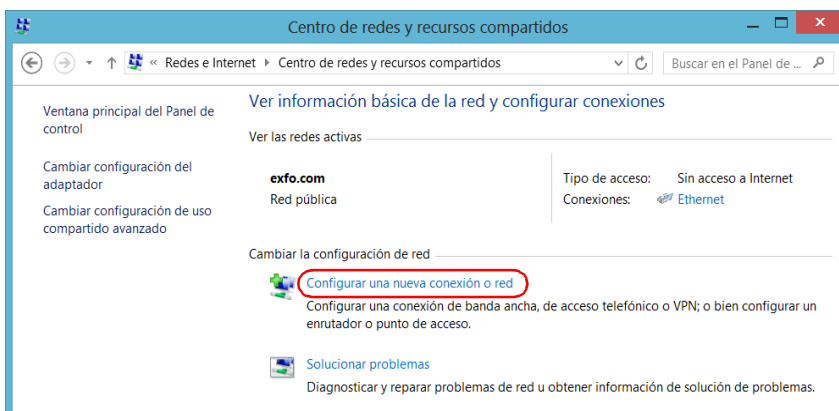 Centro de redes y recursos compartidos
« Redes e Internet Centro de redes y recursos compartidos Buscar en el Panel de ...
Ventana principal del Panel de
control
Cambiar configuración del
adaptador
Cambiar configuración de uso
compartido avanzado
Ver información básica de la red y configurar conexiones
Ver las redes activas
exfo.com
Red pública
Tipo de acceso: Sin acceso a Internet
Conexiones: Ethernet
Cambiar la configuración de red
Configurar una nueva conexión o red
Configurar una conexión de banda ancha, de acceso telefónico o VPN; o bien configurar un
enrutador o punto de acceso.
Solucionar problemas
Diagnosticar y reparar problemas de red u obtener información de solución de problemas.